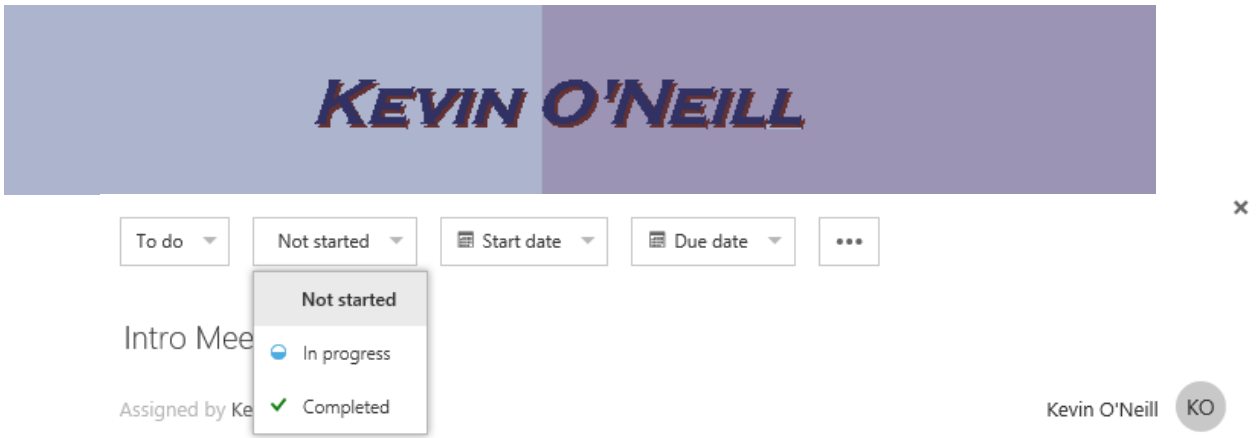 KEVIN O'NEILL
To do Not started Start date Due date •••
Not started
Intro Mee
In progress
Assigned by Ke Completed Kevin O'Neill KO